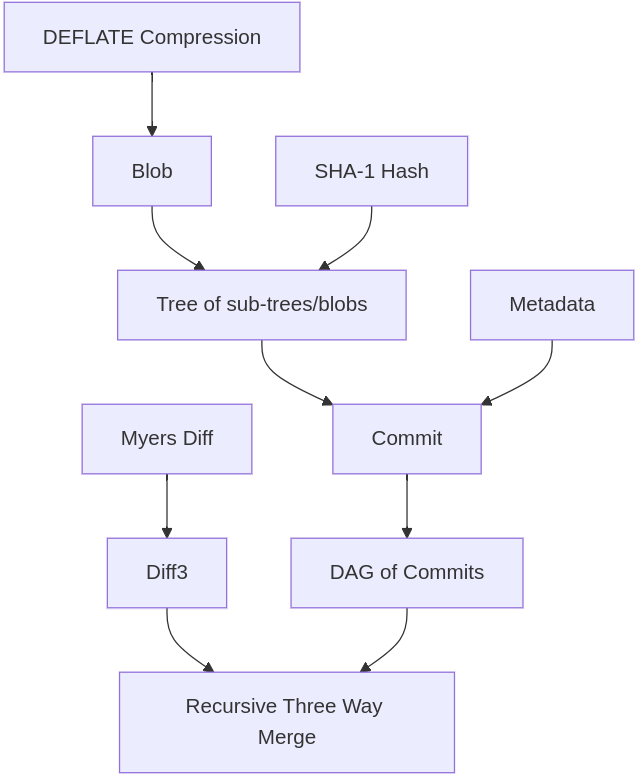 DEFLATE Compression
Blob
SHA-1 Hash
Tree of sub-trees/blobs
Metadata
Myers Diff
Commit
Diff3
DAG of Commits
Recursive Three Way
Merge